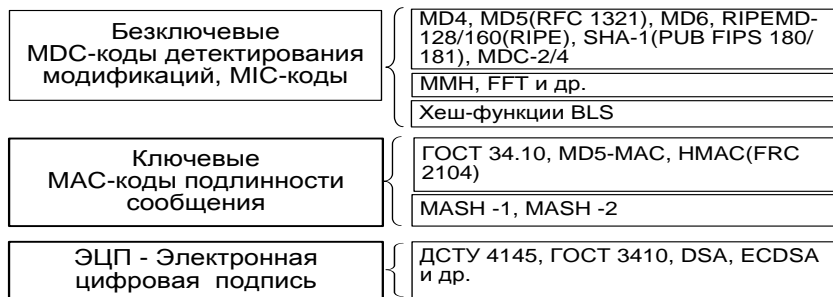 Безключевые
MDC-коды детектирования
модификаций, MIC-коды
MD4, MD5(RFC 1321), MD6, RIPEMD-
128/160(RIPE), SHA-1(PUB FIPS 180/
181), MDC-2/4
MMH, FFT и др.
Хеш-функции BLS
Ключевые
MAC-коды подлинности
сообщения
ГОСТ 34.10, MD5-MAC, HMAC(FRC
2104)
MASH -1, MASH -2
ЭЦП - Электронная
цифровая подпись
ДСТУ 4145, ГОСТ 3410, DSA, ECDSA
и др.